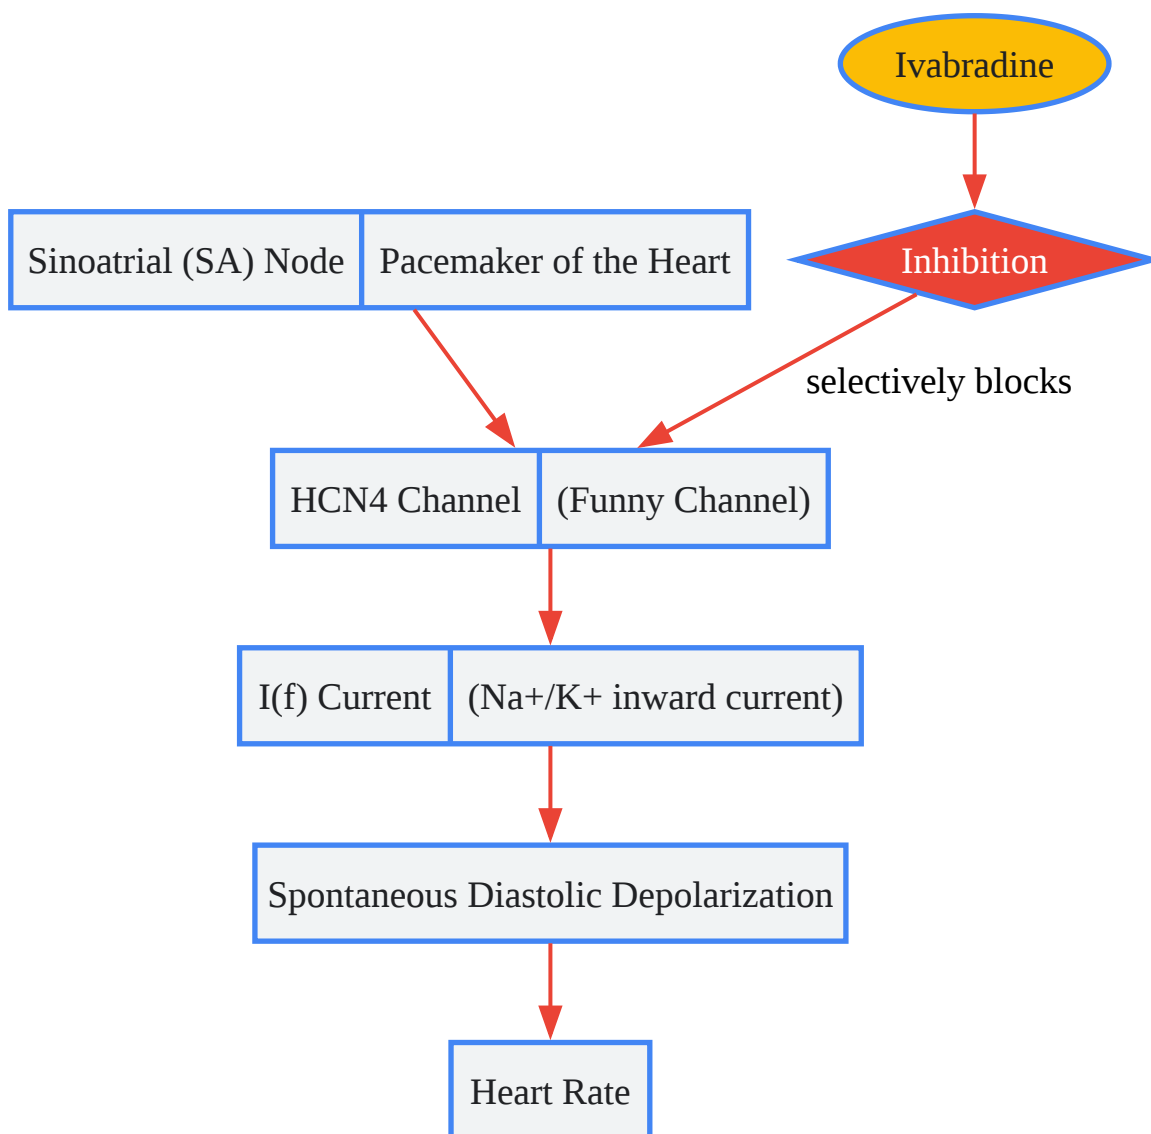 Ivabradine
Sinoatrial (SA) Node
Pacemaker of the Heart
Inhibition
selectively blocks
HCN4 Channel
(Funny Channel)
I(f) Current
(Na+/K+ inward current)
Spontaneous Diastolic Depolarization
Heart Rate